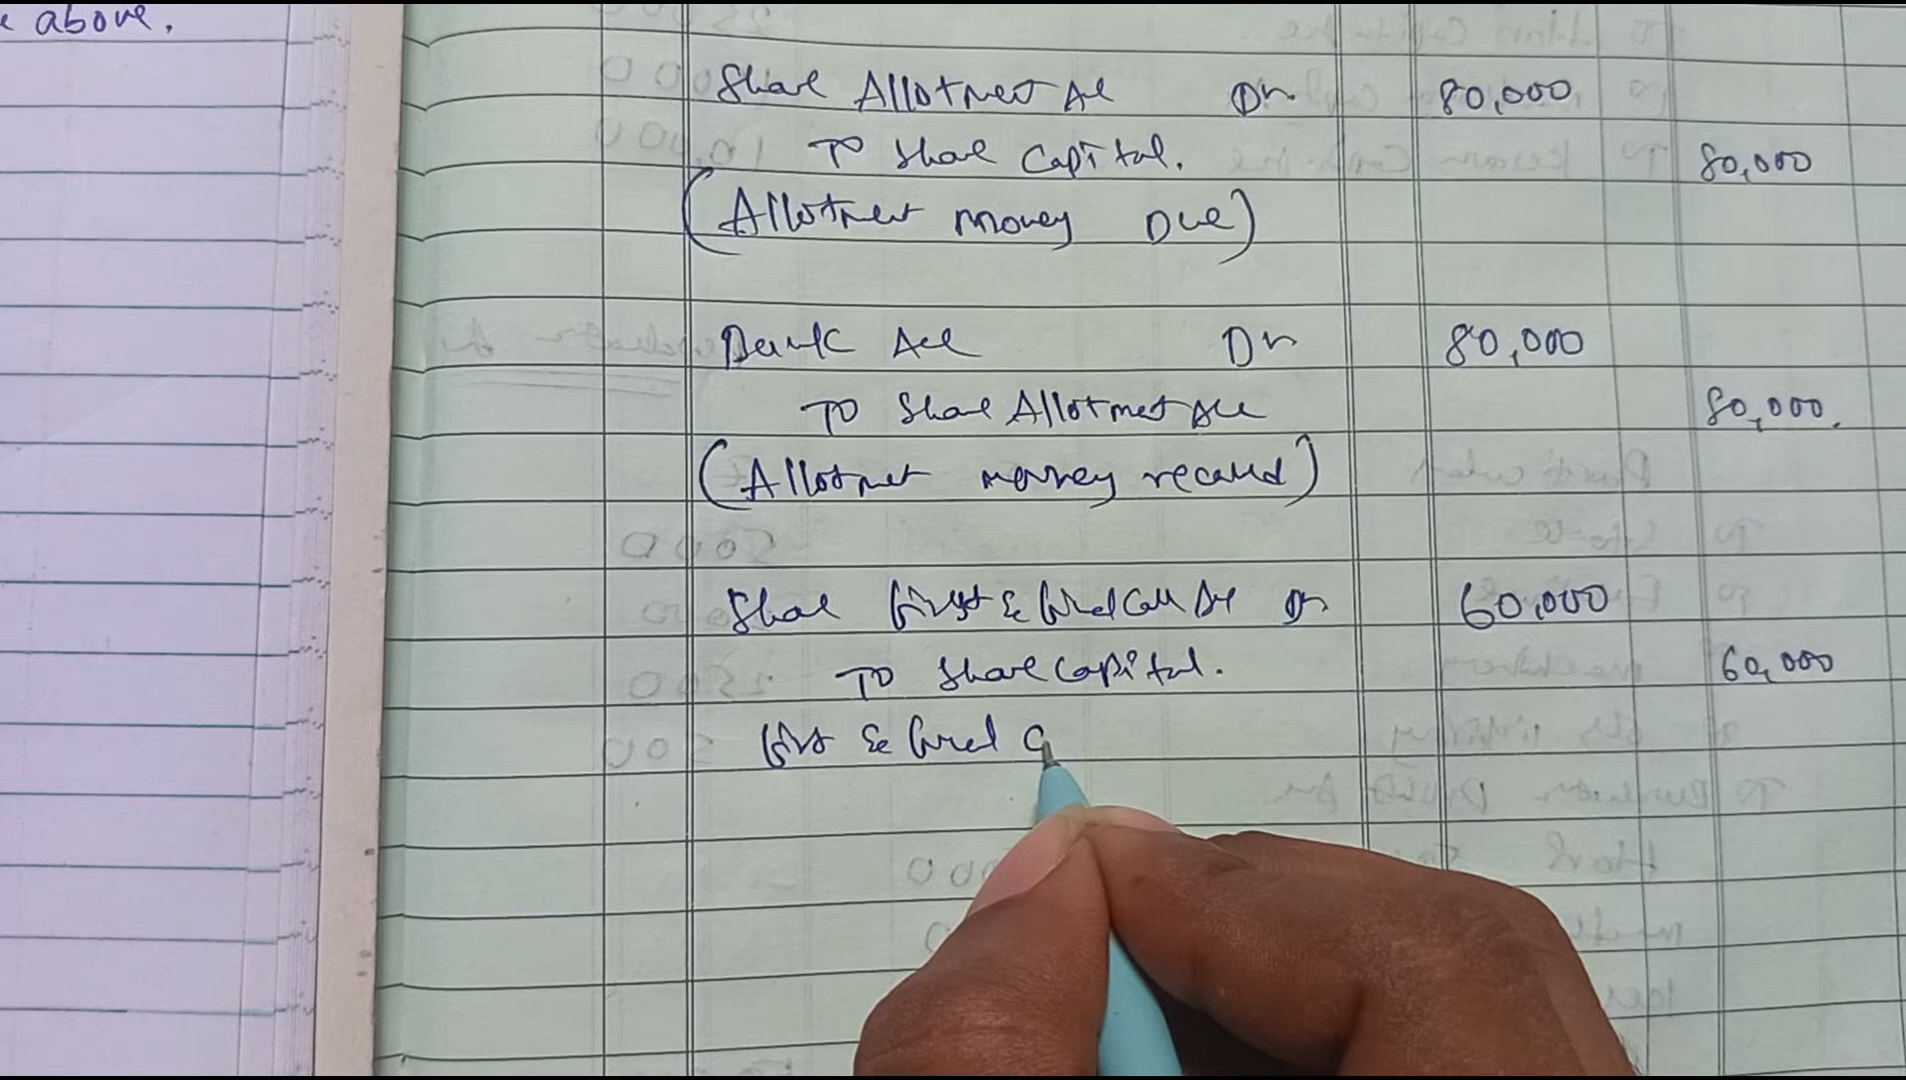 above.
Share Allotment A/c Dr 80,000
To Share Capital. 80,000
(Allotment money Due)
Bank A/c Dr 80,000
To Share Allotment A/c 80,000.
(Allotment money received)
Share first & final call A/c Dr 60,000
To Share capital. 60,000
first & final c